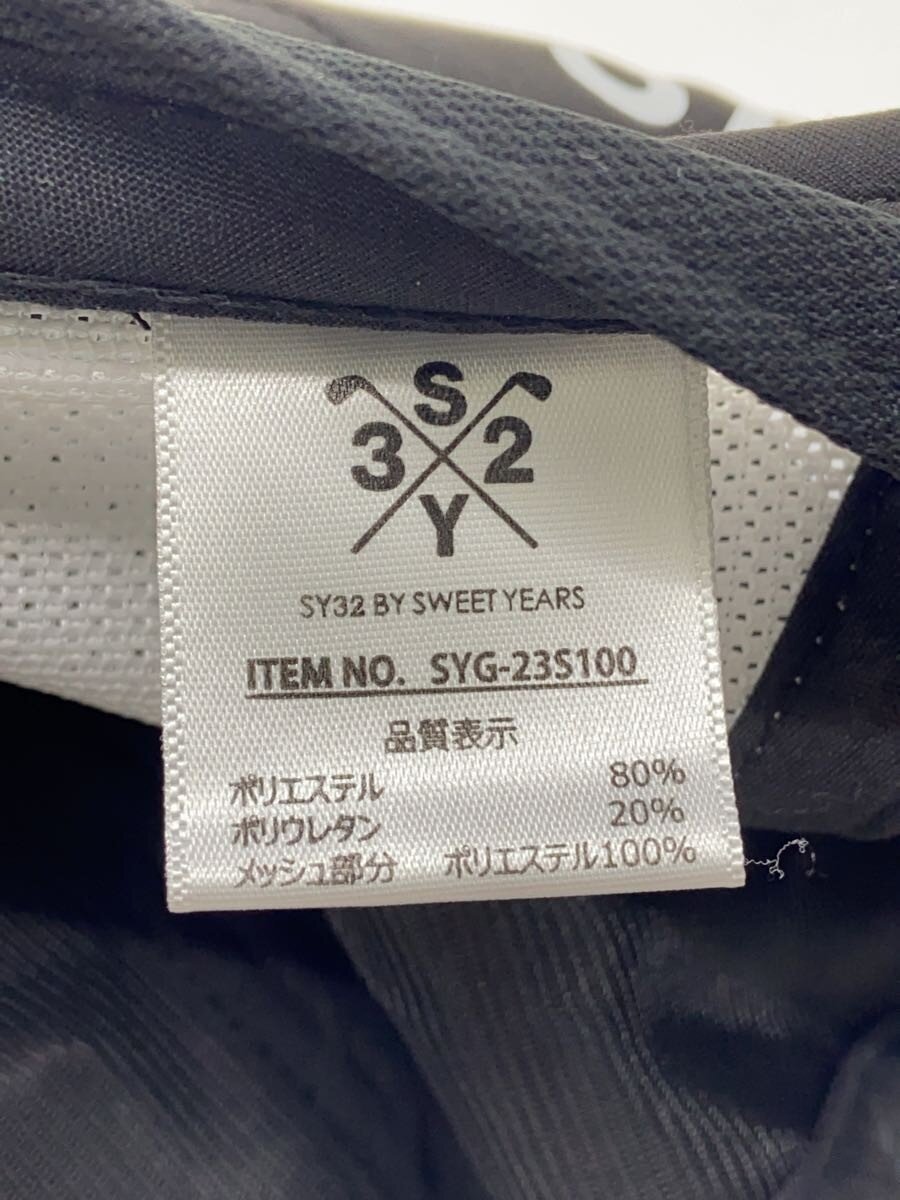 S
3 2
Y
SY32 BY SWEET YEARS
ITEM NO. SYG-23S100
品質表示
ポリエステル 80%
ポリウレタン 20%
メッシュ部分 ポリエステル100%